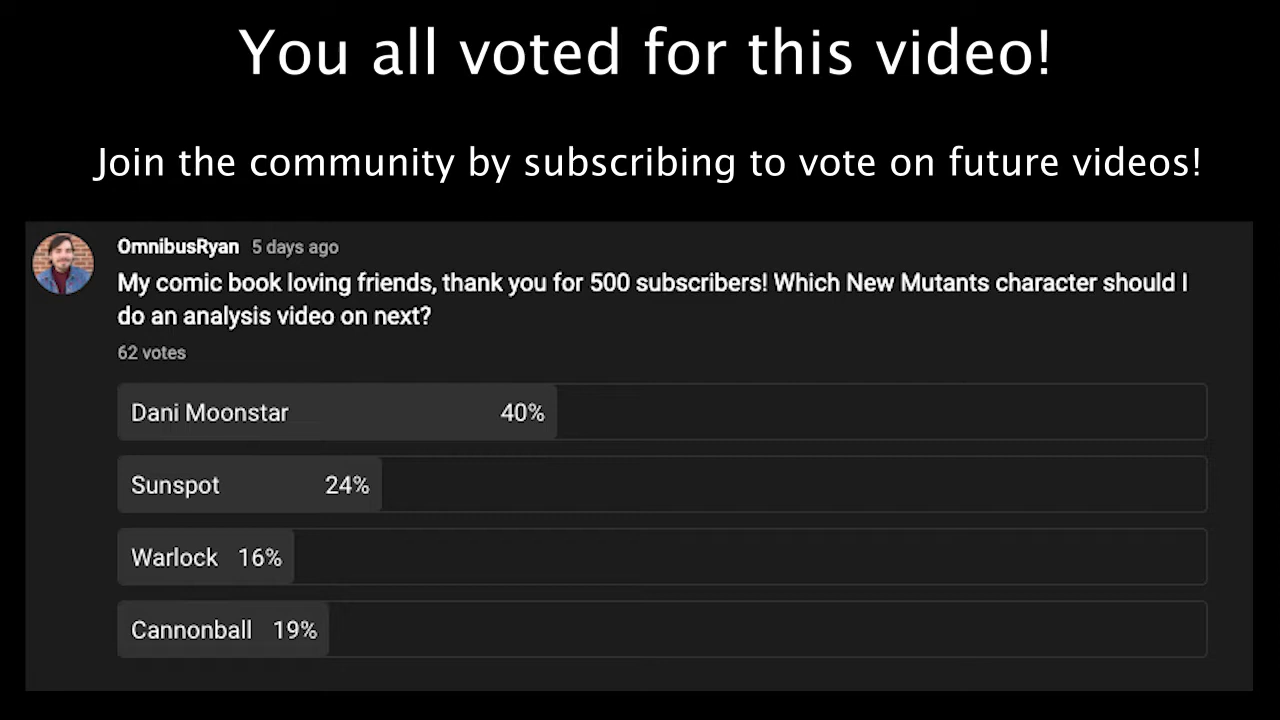 You all voted for this video!
Join the community by subscribing to vote on future videos!
OmnibusRyan 5 days ago
My comic book loving friends, thank you for 500 subscribers! Which New Mutants character should I
do an analysis video on next?
62 votes
Dani Moonstar 40%
Sunspot 24%
Warlock 16%
Cannonball 19%